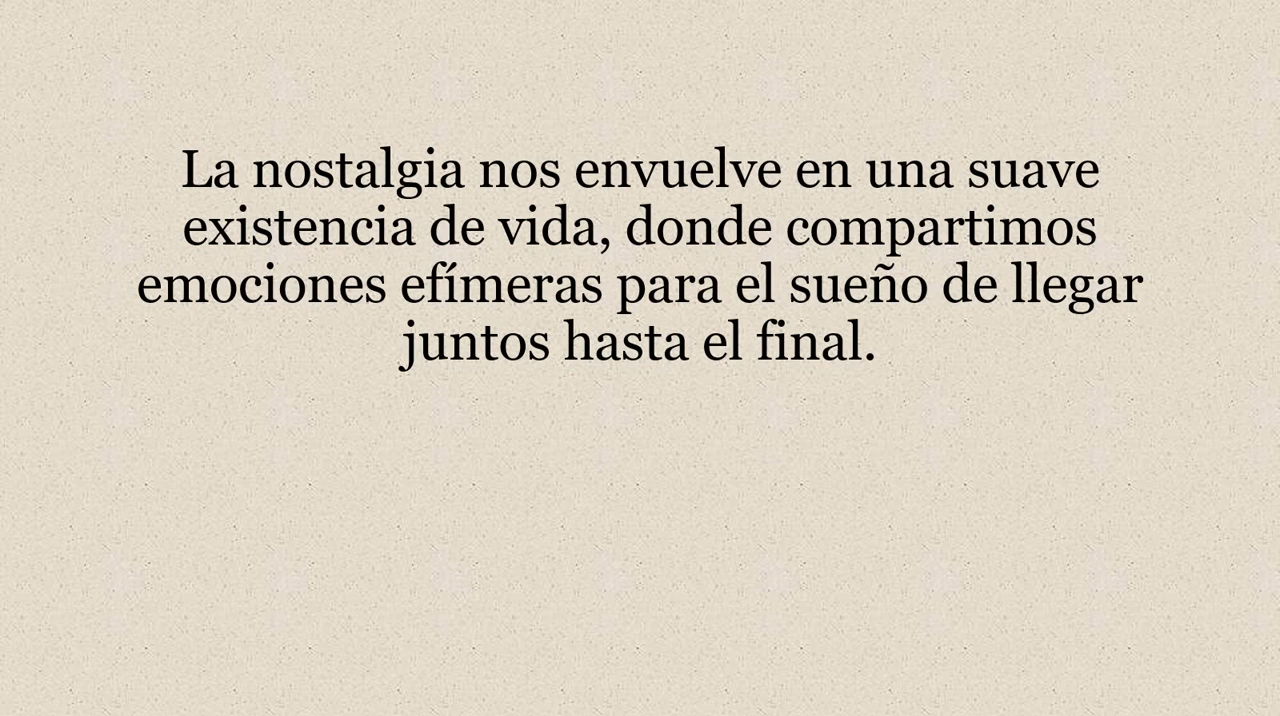 La nostalgia nos envuelve en una suave
existencia de vida, donde compartimos
emociones efímeras para el sueño de llegar
juntos hasta el final.